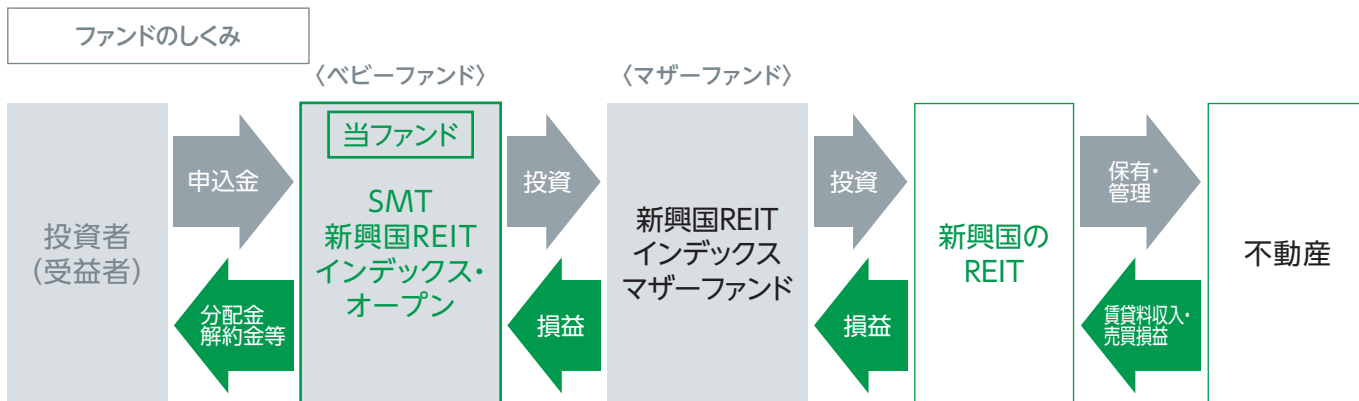 ファンドのしくみ
〈ベビーファンド〉
〈マザーファンド〉
投資者
(受益者)
申込金
分配金
解約金等
当ファンド
SMT
新興国REIT
インデックス・
オープン
投資
損益
新興国REIT
インデックス
マザーファンド
投資
損益
新興国の
REIT
保有・
管理
賃貸料収入・
売買損益
不動産